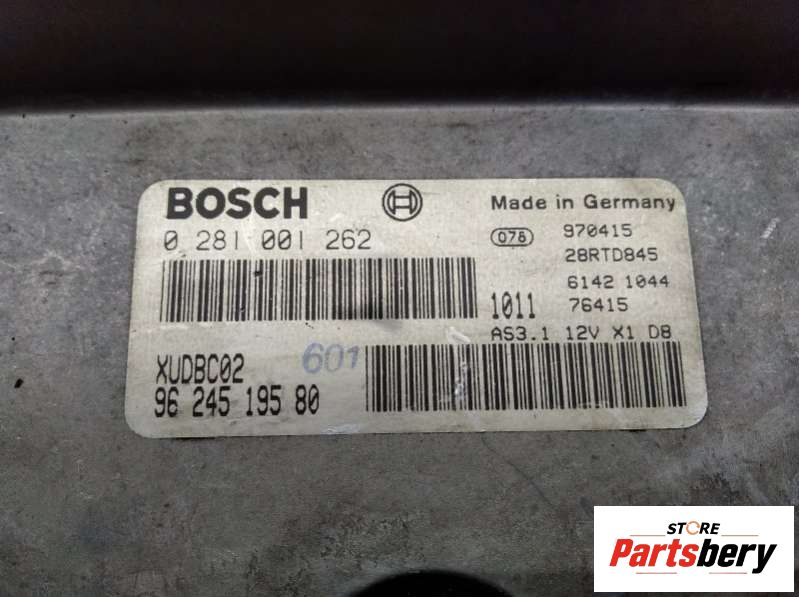 BOSCH
Made in Germany
0 281 001 262
078
970415
28RTD845
6142 1044
1011
76415
AS3.1 12V X1 D8
XUDBC02
601
96 245 195 80
STORE
Partsbery